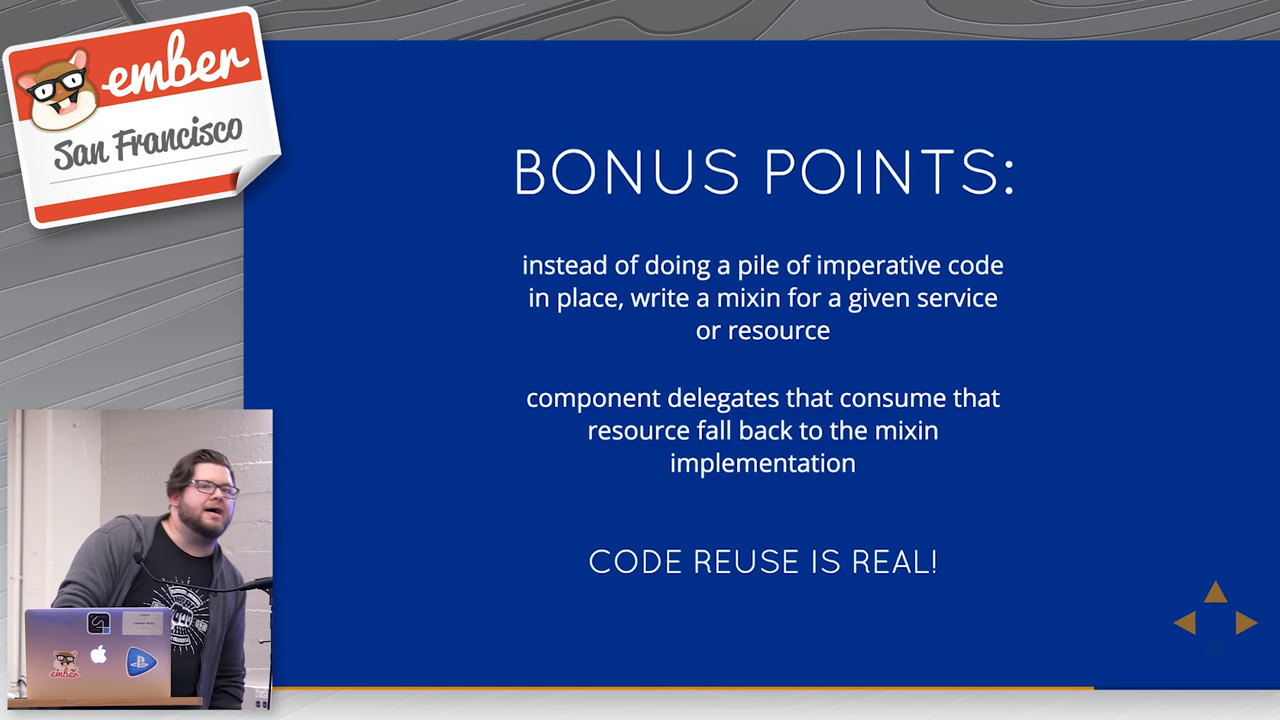 ember
San Francisco
BONUS POINTS:
instead of doing a pile of imperative code
in place, write a mixin for a given service
or resource
component delegates that consume that
resource fall back to the mixin
implementation
CODE REUSE IS REAL!
ember